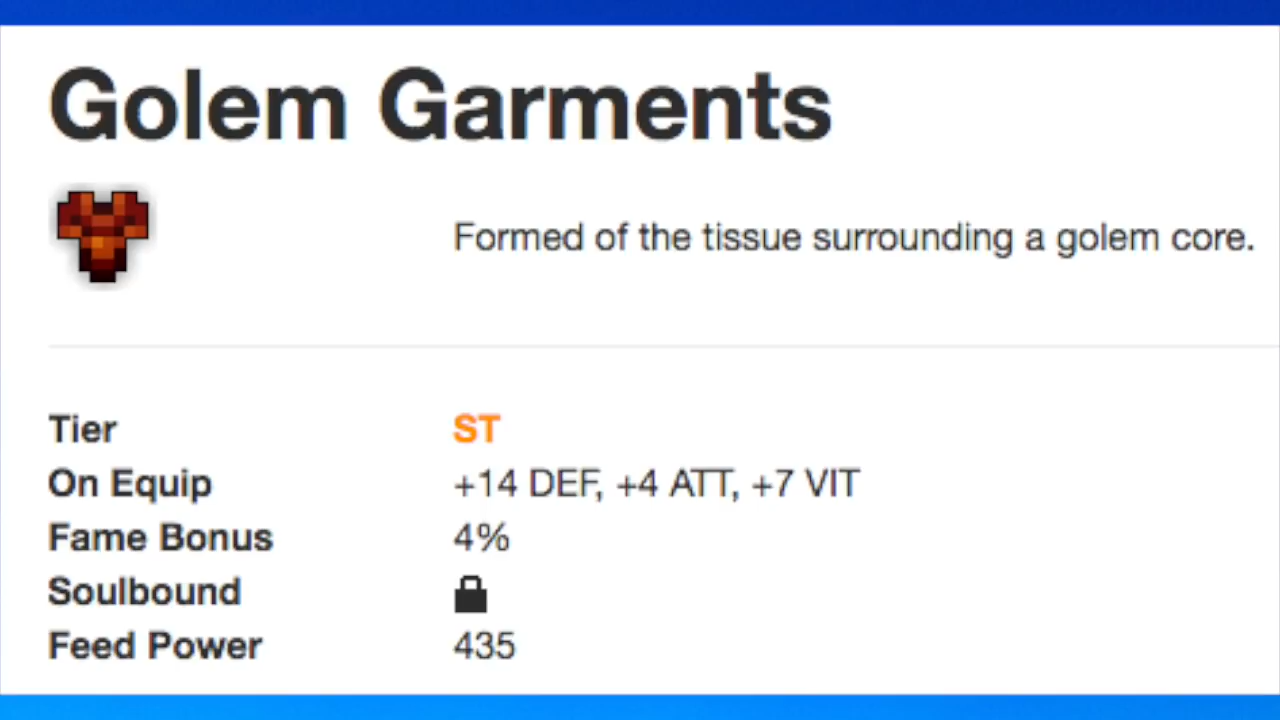 Golem Garments
Formed of the tissue surrounding a golem core.
Tier ST
On Equip +14 DEF, +4 ATT, +7 VIT
Fame Bonus 4%
Soulbound
Feed Power 435